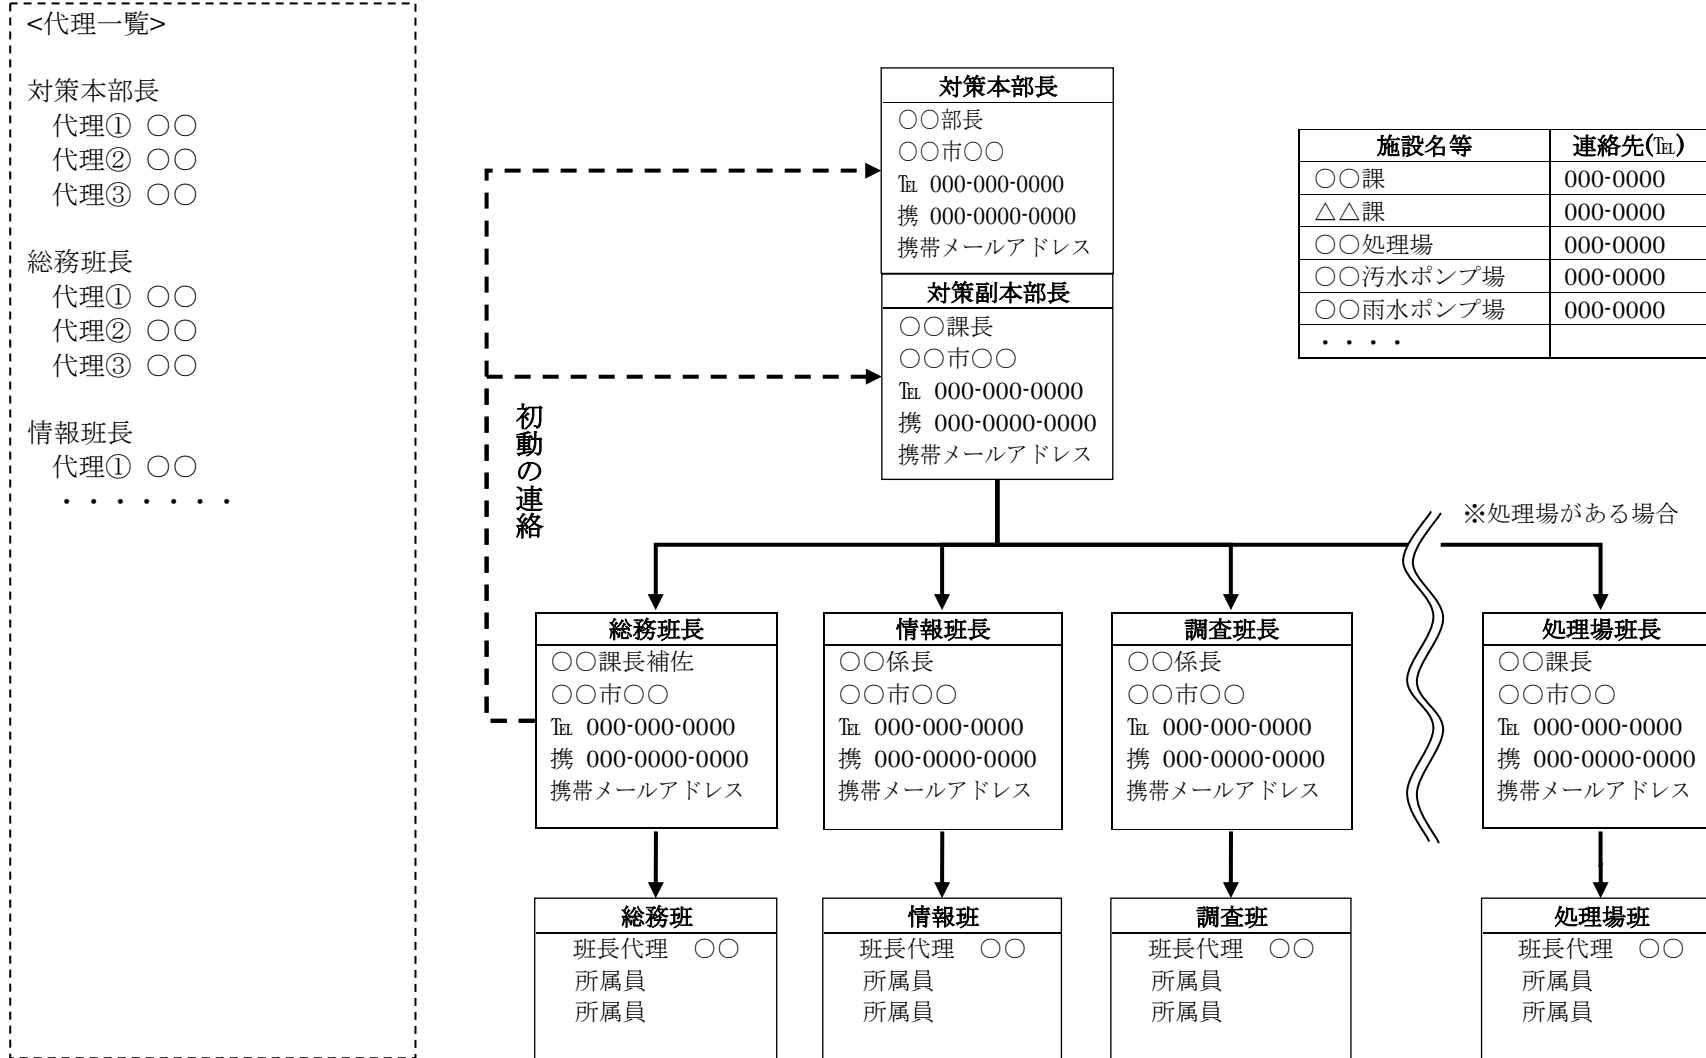 <代理一覧>
対策本部長
代理① ○○
代理② ○○
代理③ ○○
総務班長
代理① ○○
代理② ○○
代理③ ○○
情報班長
代理① ○○
・・・・・・・
対策本部長
○○部長
○○市○○
℡ 000-000-0000
携 000-0000-0000
携帯メールアドレス
対策副本部長
○○課長
○○市○○
℡ 000-000-0000
携 000-0000-0000
携帯メールアドレス
施設名等 連絡先(℡)
○○課 000-0000
△△課 000-0000
○○処理場 000-0000
○○汚水ポンプ場 000-0000
○○雨水ポンプ場 000-0000
・・・・
初動の連絡
※処理場がある場合
総務班長
○○課長補佐
○○市○○
℡ 000-000-0000
携 000-0000-0000
携帯メールアドレス
情報班長
○○係長
○○市○○
℡ 000-000-0000
携 000-0000-0000
携帯メールアドレス
調査班長
○○係長
○○市○○
℡ 000-000-0000
携 000-0000-0000
携帯メールアドレス
処理場班長
○○課長
○○市○○
℡ 000-000-0000
携 000-0000-0000
携帯メールアドレス
総務班
班長代理 ○○
所属員
所属員
情報班
班長代理 ○○
所属員
所属員
調査班
班長代理 ○○
所属員
所属員
処理場班
班長代理 ○○
所属員
所属員